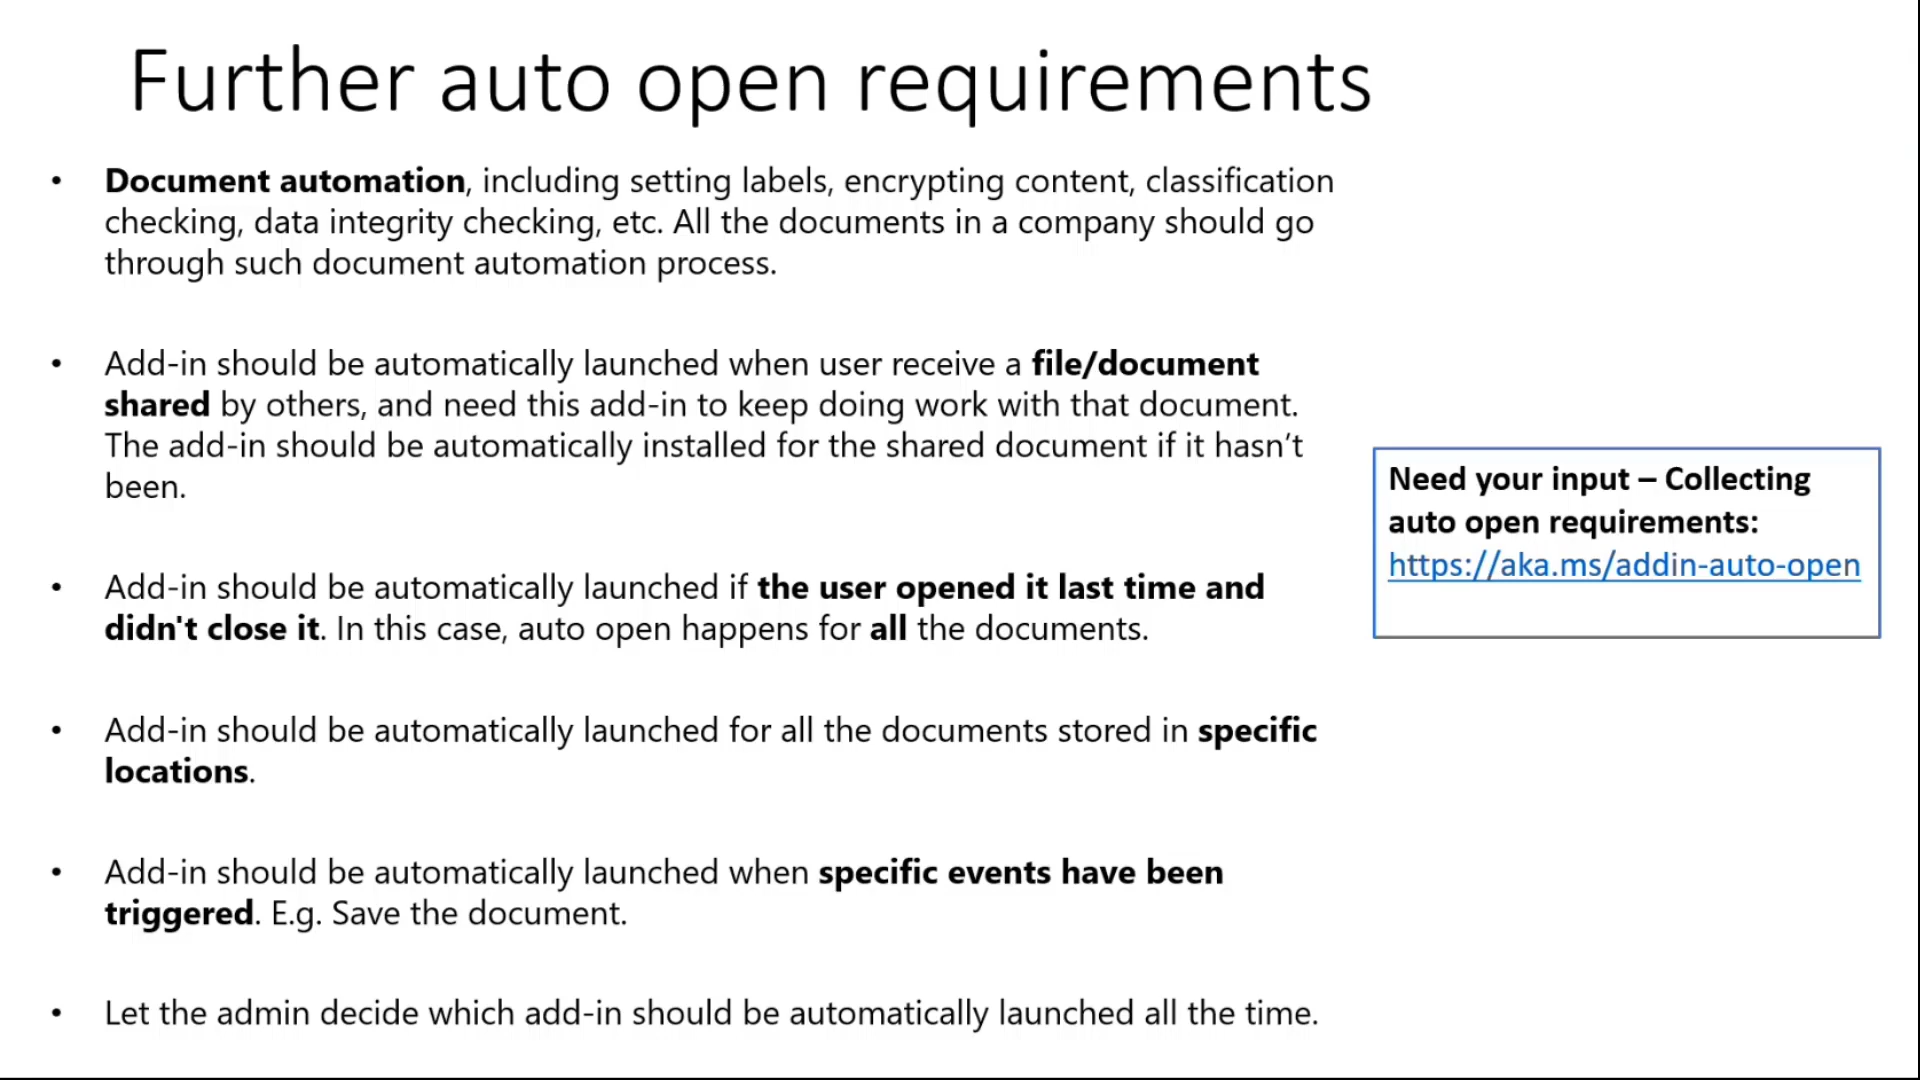 Further auto open requirements
• Document automation, including setting labels, encrypting content, classification
checking, data integrity checking, etc. All the documents in a company should go
through such document automation process.
• Add-in should be automatically launched when user receive a file/document
shared by others, and need this add-in to keep doing work with that document.
The add-in should be automatically installed for the shared document if it hasn’t
been.
• Add-in should be automatically launched if the user opened it last time and
didn't close it. In this case, auto open happens for all the documents.
• Add-in should be automatically launched for all the documents stored in specific
locations.
• Add-in should be automatically launched when specific events have been
triggered. E.g. Save the document.
• Let the admin decide which add-in should be automatically launched all the time.
Need your input – Collecting
auto open requirements:
https://aka.ms/addin-auto-open